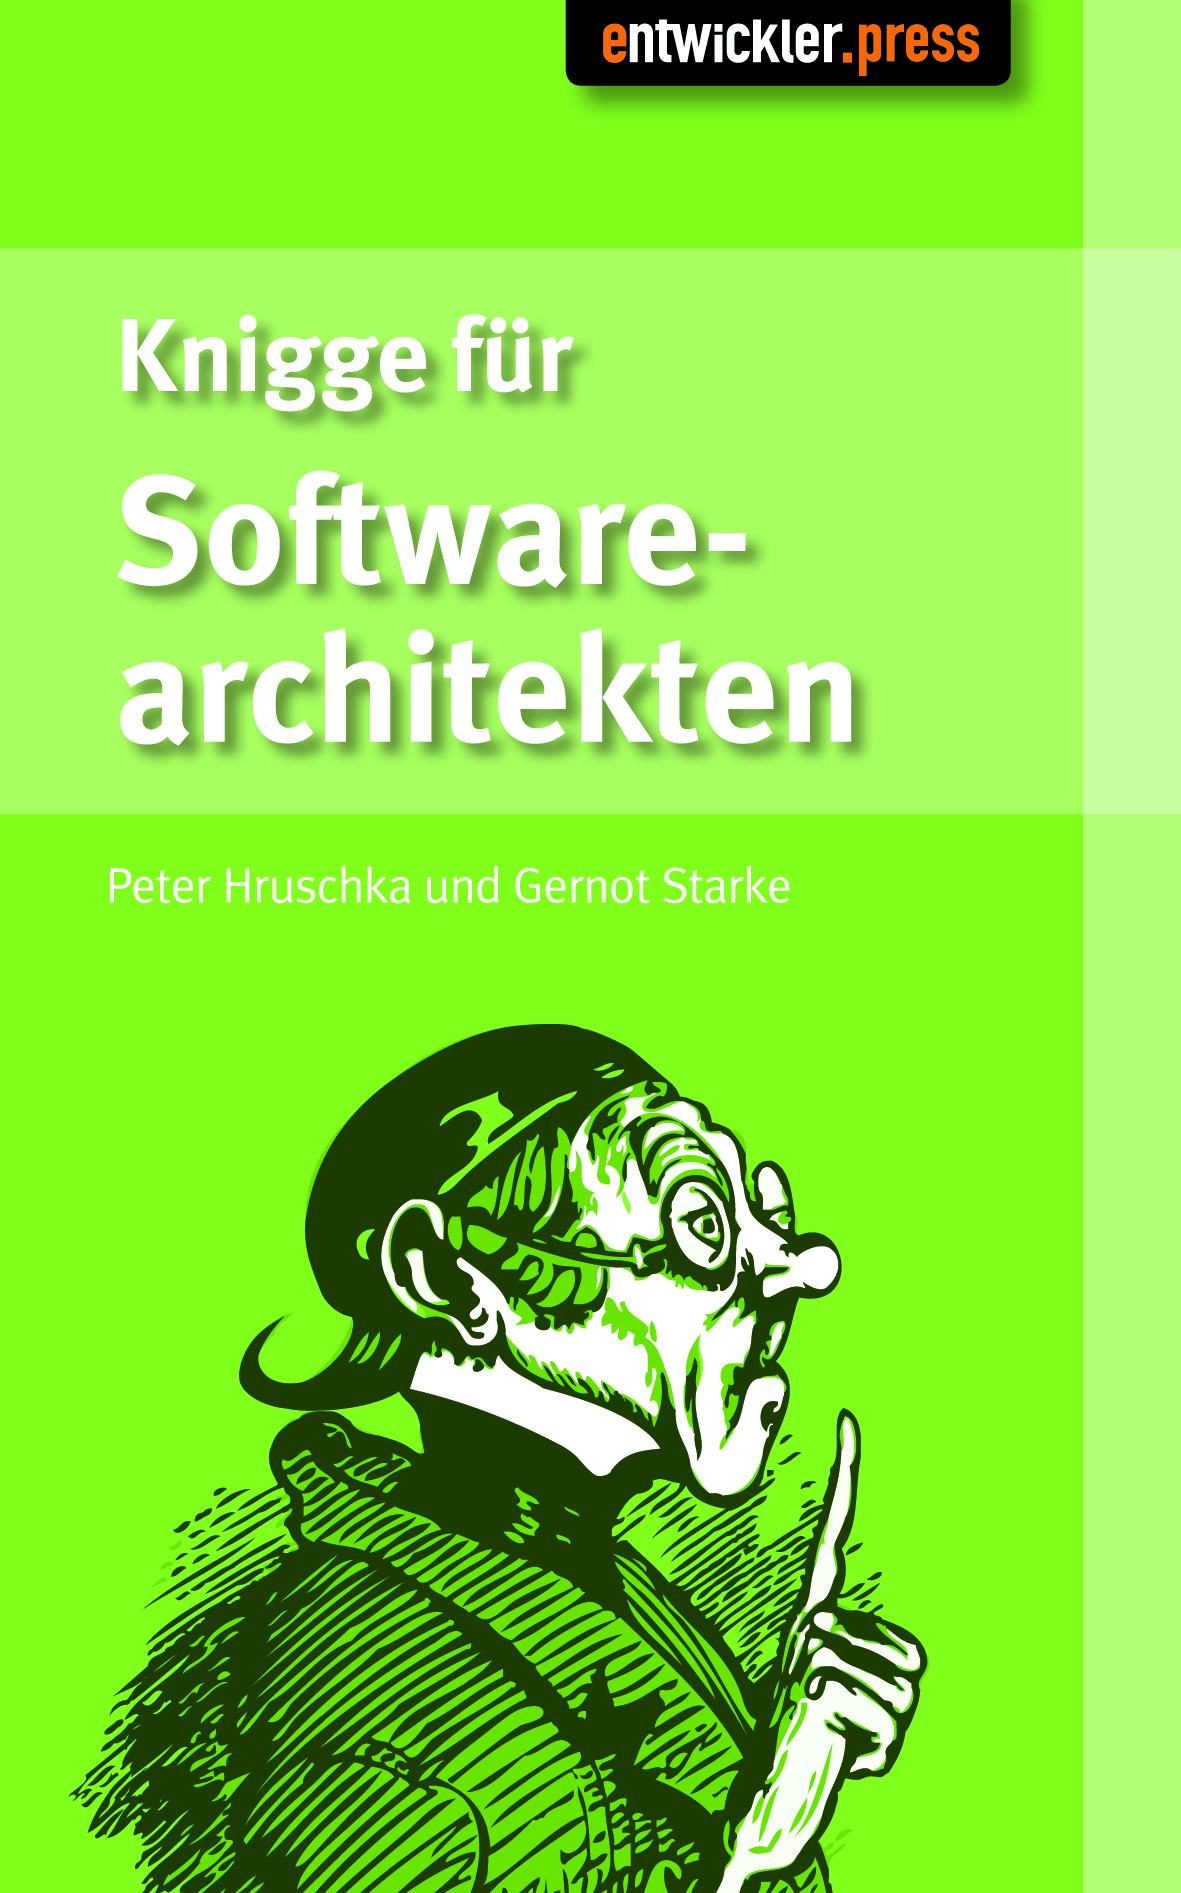 entwickler.press
Knigge für
Software-
architekten
Peter Hruschka und Gernot Starke